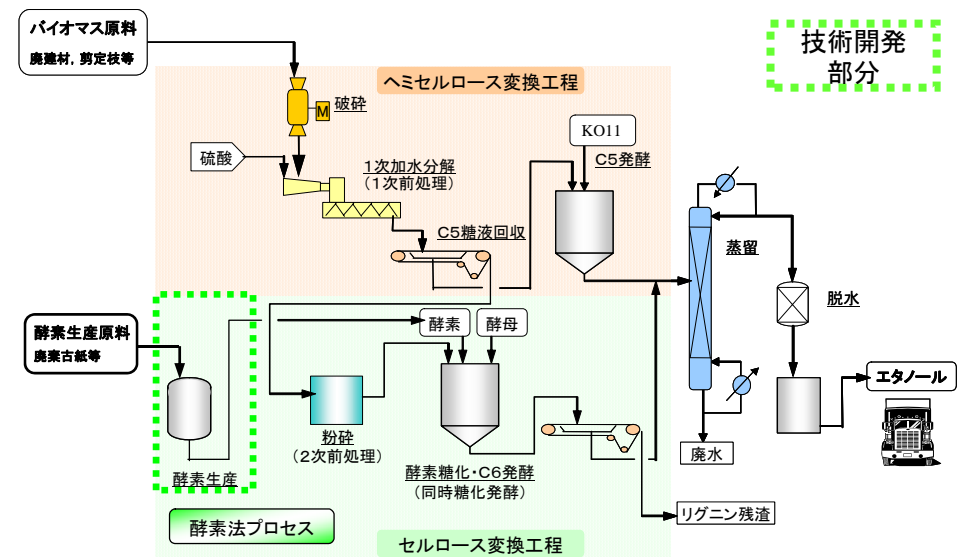 バイオマス原料
廃建材，剪定枝等
技術開発
部分
ヘミセルロース変換工程
M
破砕
KO11
C5発酵
硫酸
1次加水分解
（1次前処理）
C5糖液回収
蒸留
脱水
酵素生産原料
廃棄古紙等
酵素
酵母
エタノール
粉砕
（2次前処理）
酵素糖化・C6発酵
（同時糖化発酵）
廃水
酵素生産
リグニン残渣
酵素法プロセス
セルロース変換工程